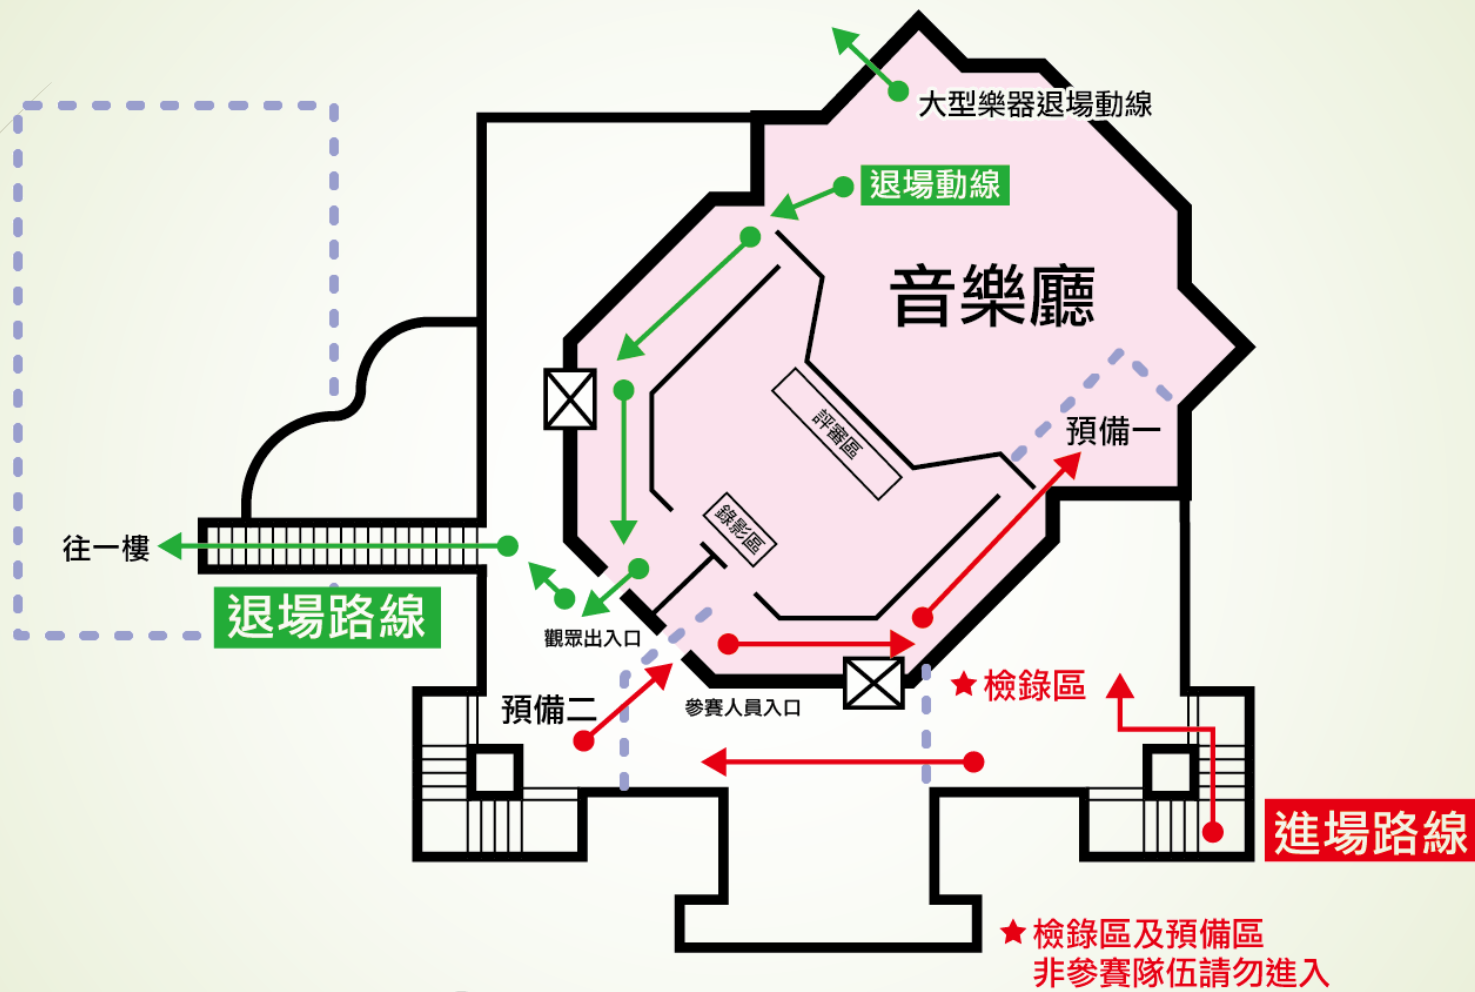 大型樂器退場動線
退場動線
音樂廳
預備一
評審區
錄影區
往一樓
退場路線
觀眾出入口
預備二
參賽人員入口
★檢錄區
進場路線
★檢錄區及預備區
非參賽隊伍請勿進入